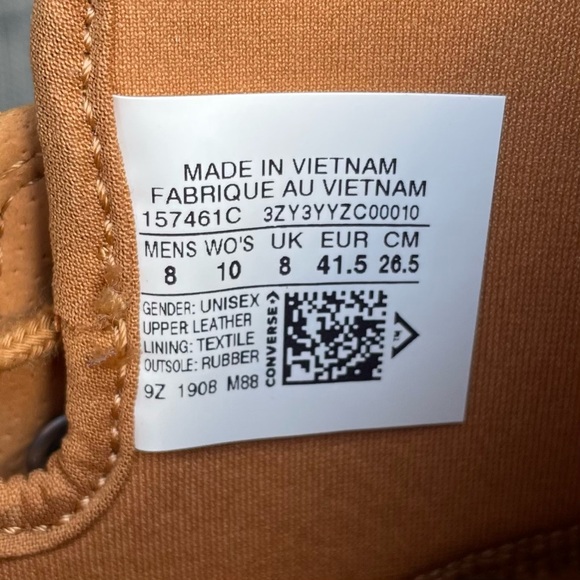 MADE IN VIETNAM
FABRIQUE AU VIETNAM
157461C 3ZY3YYZC00010
MENS WO'S UK EUR CM
8 10 8 41.5 26.5
GENDER: UNISEX
UPPER LEATHER
LINING: TEXTILE
OUTSOLE: RUBBER
9Z 1908 M88
CONVERSE